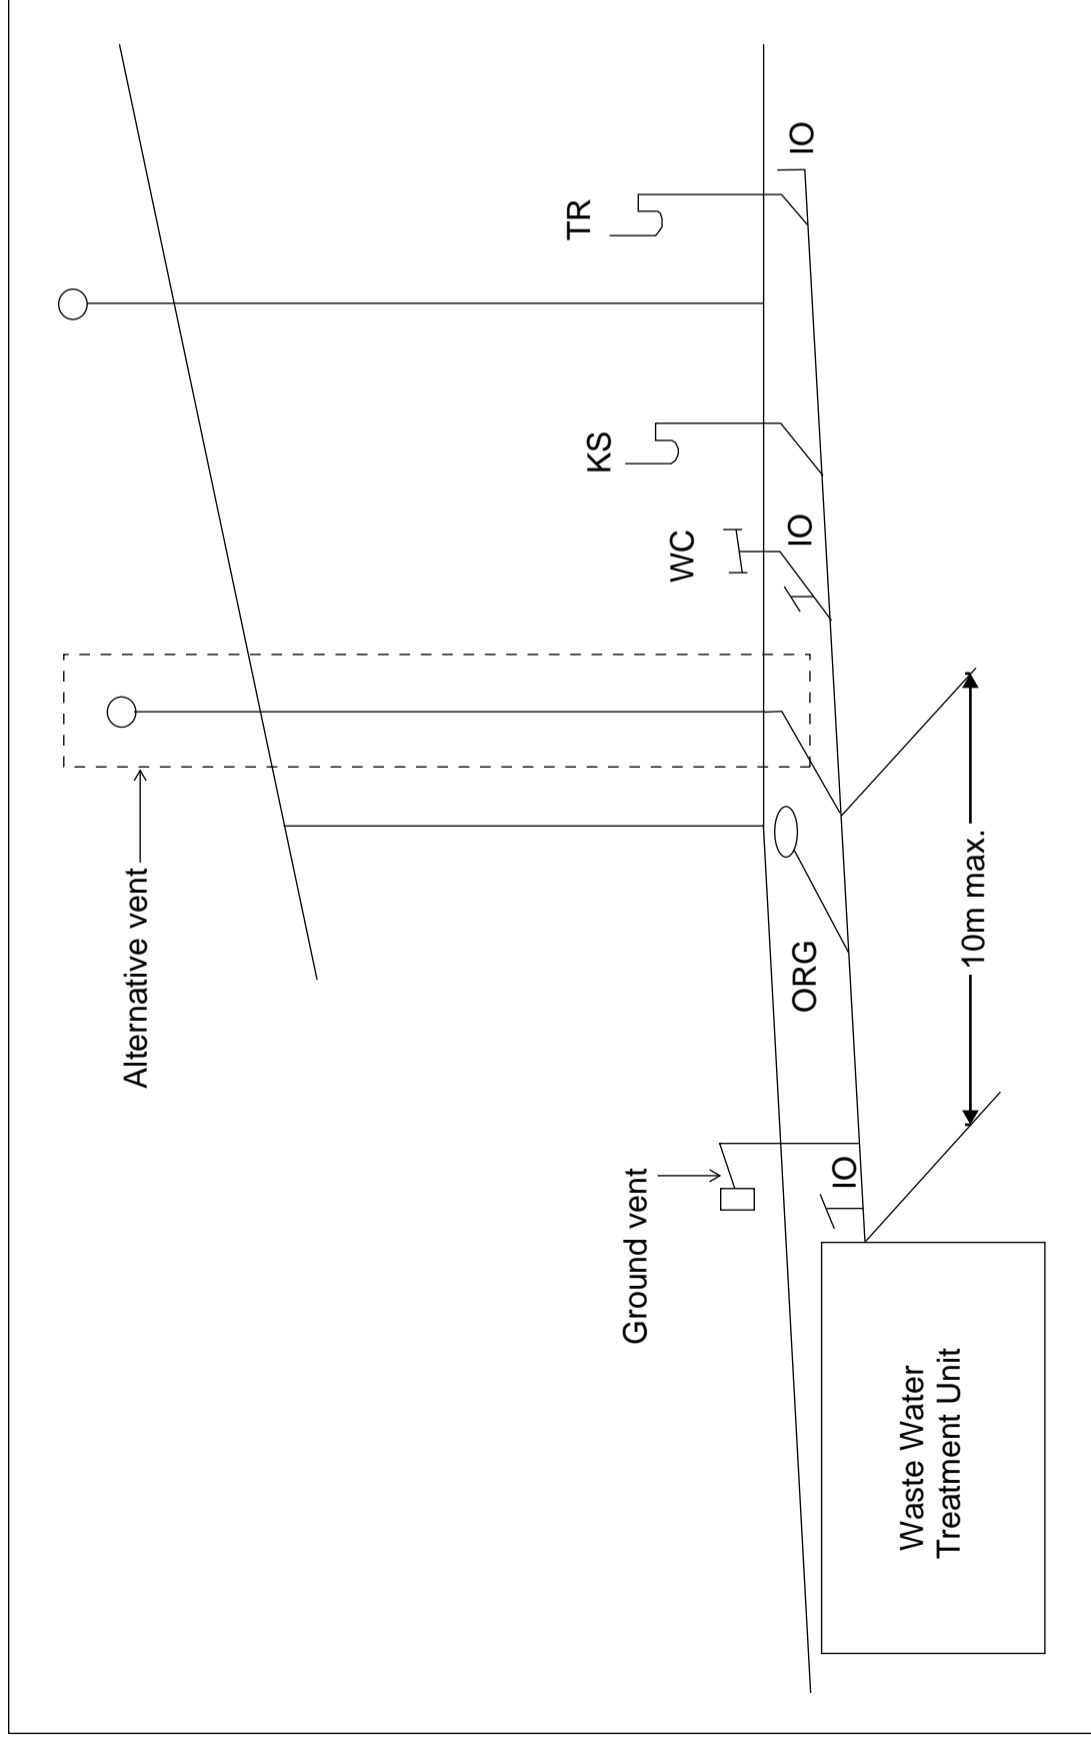 Alternative vent
TR
IO
KS
WC
IO
ORG
Ground vent
IO
10m max.
Waste Water
Treatment Unit